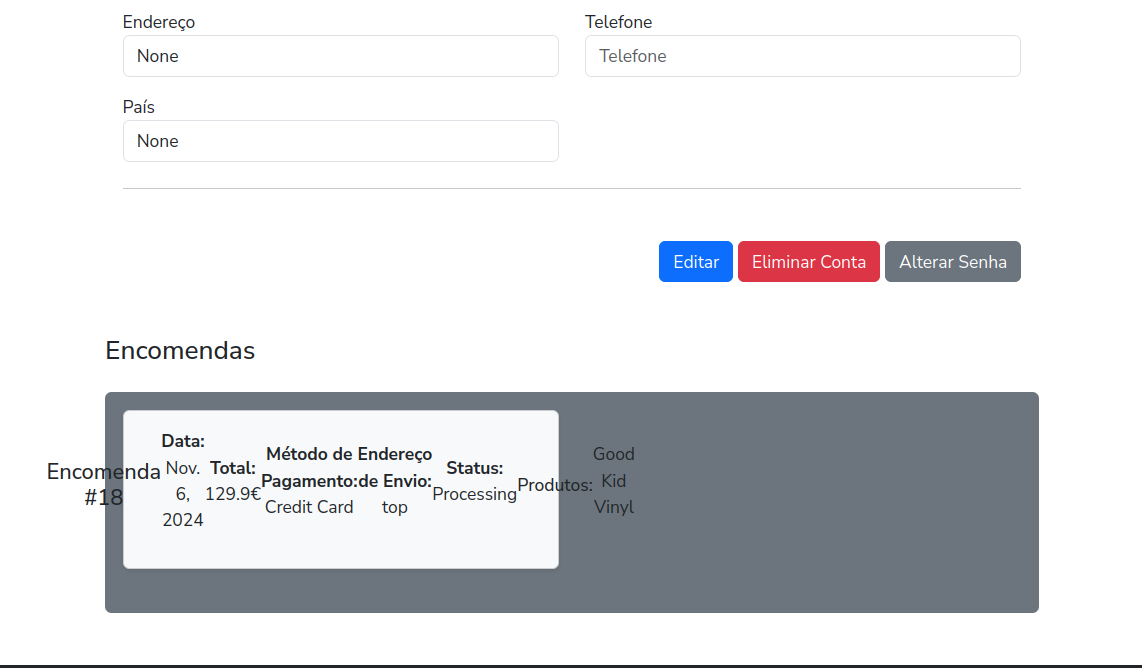 Endereço
Telefone
None
Telefone
País
None
Editar
Eliminar Conta
Alterar Senha
Encomendas
Encomenda
#18
Data:
Nov.
6,
2024
Total:
129.9€
Método de
Pagamento:
Credit Card
Endereço
de Envio:
top
Status:
Processing
Produtos:
Good
Kid
Vinyl